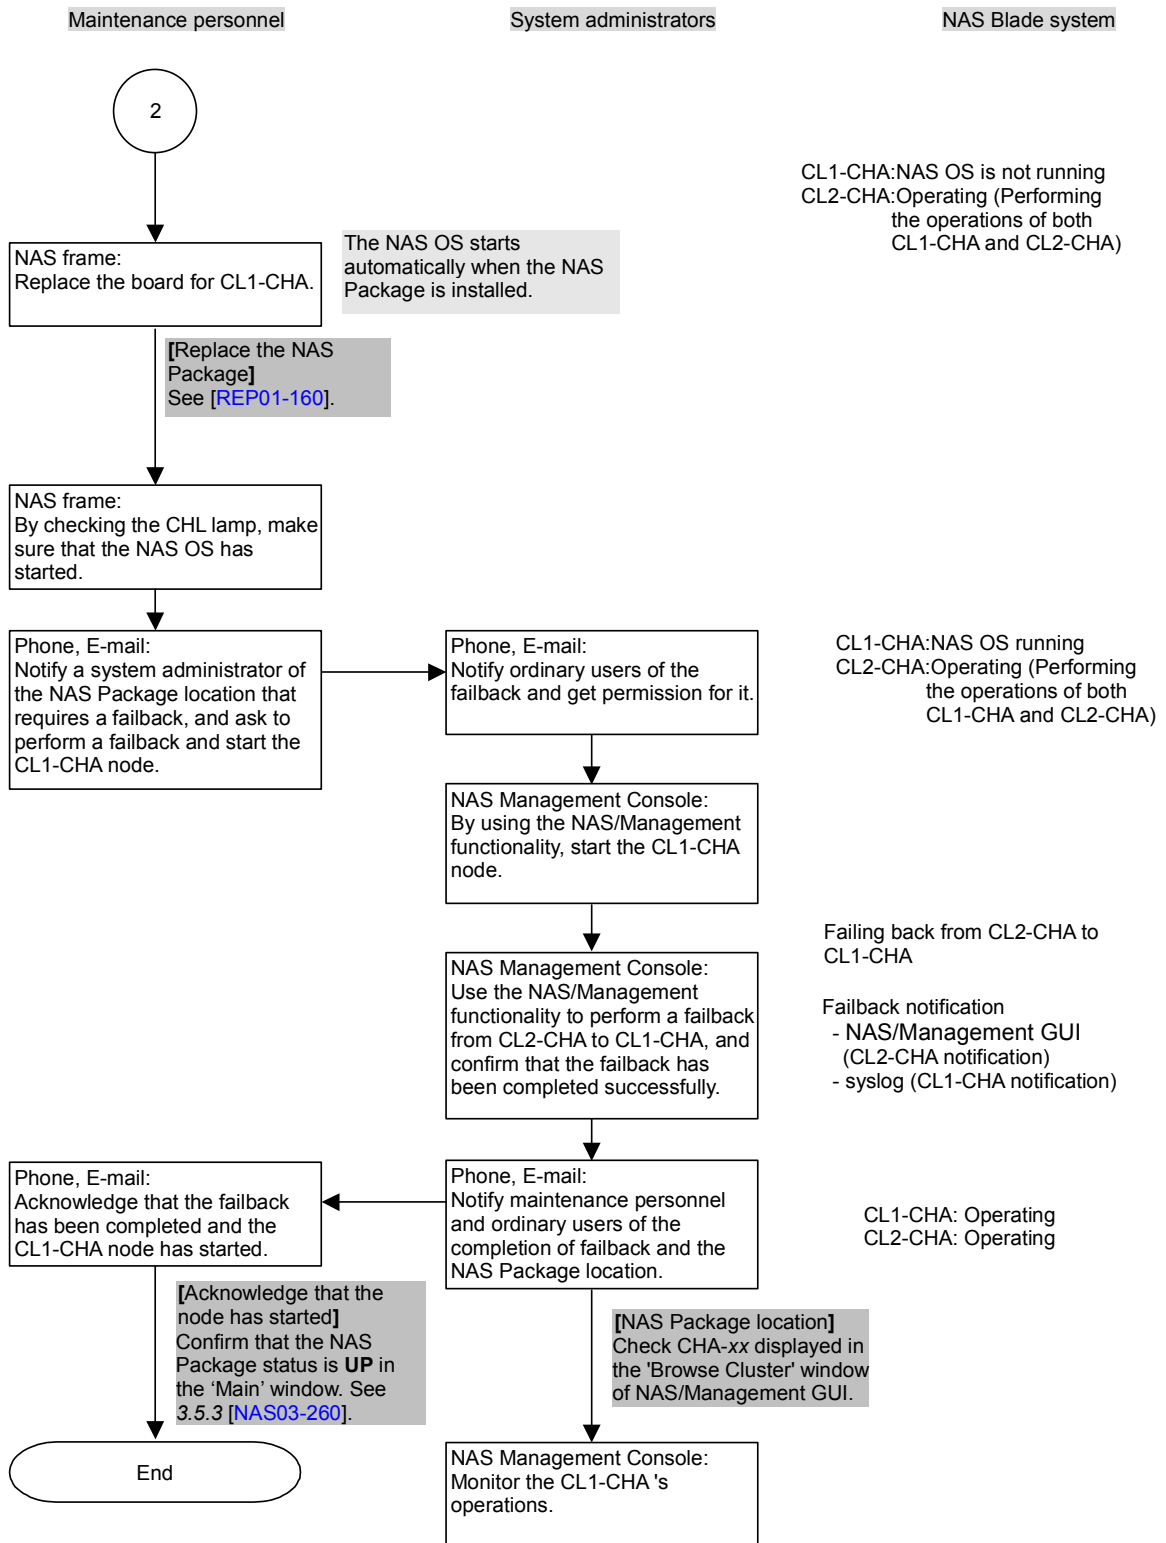 Maintenance personnel
System administrators
NAS Blade system
2
CL1-CHA:NAS OS is not running
CL2-CHA:Operating (Performing
the operations of both
CL1-CHA and CL2-CHA)
NAS frame:
Replace the board for CL1-CHA.
The NAS OS starts
automatically when the NAS
Package is installed.
[Replace the NAS
Package]
See [REP01-160].
NAS frame:
By checking the CHL lamp, make
sure that the NAS OS has
started.
Phone, E-mail:
Notify a system administrator of
the NAS Package location that
requires a failback, and ask to
perform a failback and start the
CL1-CHA node.
Phone, E-mail:
Notify ordinary users of the
failback and get permission for it.
CL1-CHA:NAS OS running
CL2-CHA:Operating (Performing
the operations of both
CL1-CHA and CL2-CHA)
NAS Management Console:
By using the NAS/Management
functionality, start the CL1-CHA
node.
NAS Management Console:
Use the NAS/Management
functionality to perform a failback
from CL2-CHA to CL1-CHA, and
confirm that the failback has
been completed successfully.
Failing back from CL2-CHA to
CL1-CHA
Failback notification
- NAS/Management GUI
(CL2-CHA notification)
- syslog (CL1-CHA notification)
Phone, E-mail:
Acknowledge that the failback
has been completed and the
CL1-CHA node has started.
Phone, E-mail:
Notify maintenance personnel
and ordinary users of the
completion of failback and the
NAS Package location.
CL1-CHA: Operating
CL2-CHA: Operating
[Acknowledge that the
node has started]
Confirm that the NAS
Package status is UP in
the ‘Main’ window. See
3.5.3 [NAS03-260].
[NAS Package location]
Check CHA-xx displayed in
the 'Browse Cluster' window
of NAS/Management GUI.
End
NAS Management Console:
Monitor the CL1-CHA 's
operations.